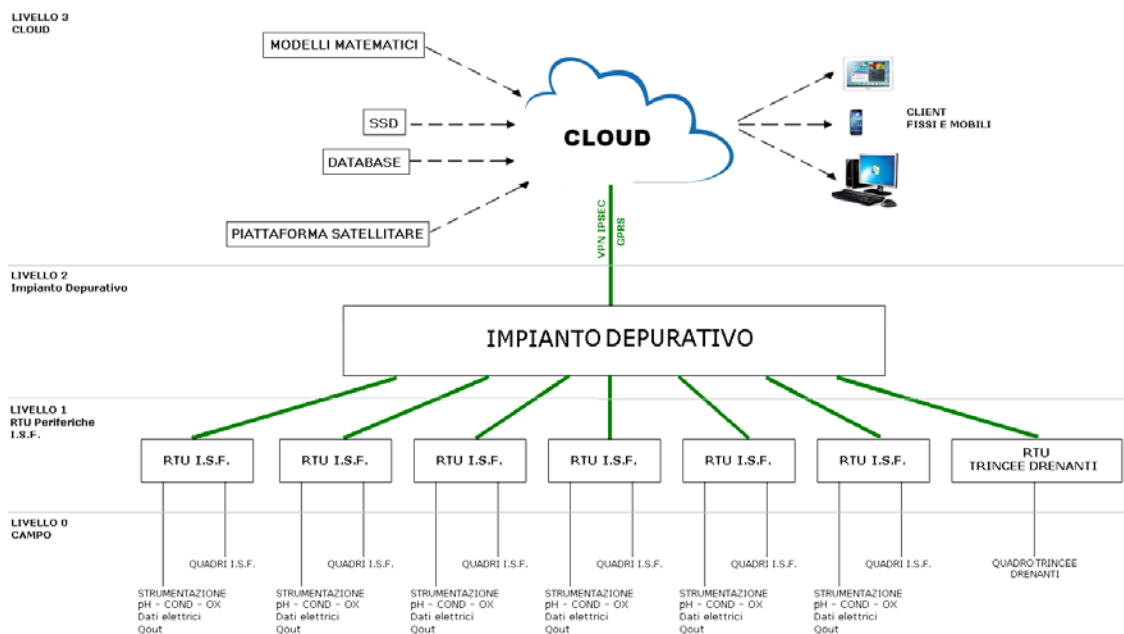 LIVELLO 3
CLOUD
MODELLI MATEMATICI
SSD
DATABASE
PIATTAFORMA SATELLITARE
CLOUD
CLIENT
FISSI E MOBILI
VPN IPSEC
GPRS
LIVELLO 2
Impianto Depurativo
IMPIANTO DEPURATIVO
LIVELLO 1
RTU Periferiche
I.S.F.
RTU I.S.F.
RTU I.S.F.
RTU I.S.F.
RTU I.S.F.
RTU I.S.F.
RTU I.S.F.
RTU
TRINCEE DRENANTI
LIVELLO 0
CAMPO
QUADRI I.S.F.
QUADRI I.S.F.
QUADRI I.S.F.
QUADRI I.S.F.
QUADRI I.S.F.
QUADRI I.S.F.
QUADRO TRINCEE
DRENANTI
STRUMENTAZIONE
pH - COND - OX
Dati elettrici
Qout
STRUMENTAZIONE
pH - COND - OX
Dati elettrici
Qout
STRUMENTAZIONE
pH - COND - OX
Dati elettrici
Qout
STRUMENTAZIONE
pH - COND - OX
Dati elettrici
Qout
STRUMENTAZIONE
pH - COND - OX
Dati elettrici
Qout
STRUMENTAZIONE
pH - COND - OX
Dati elettrici
Qout